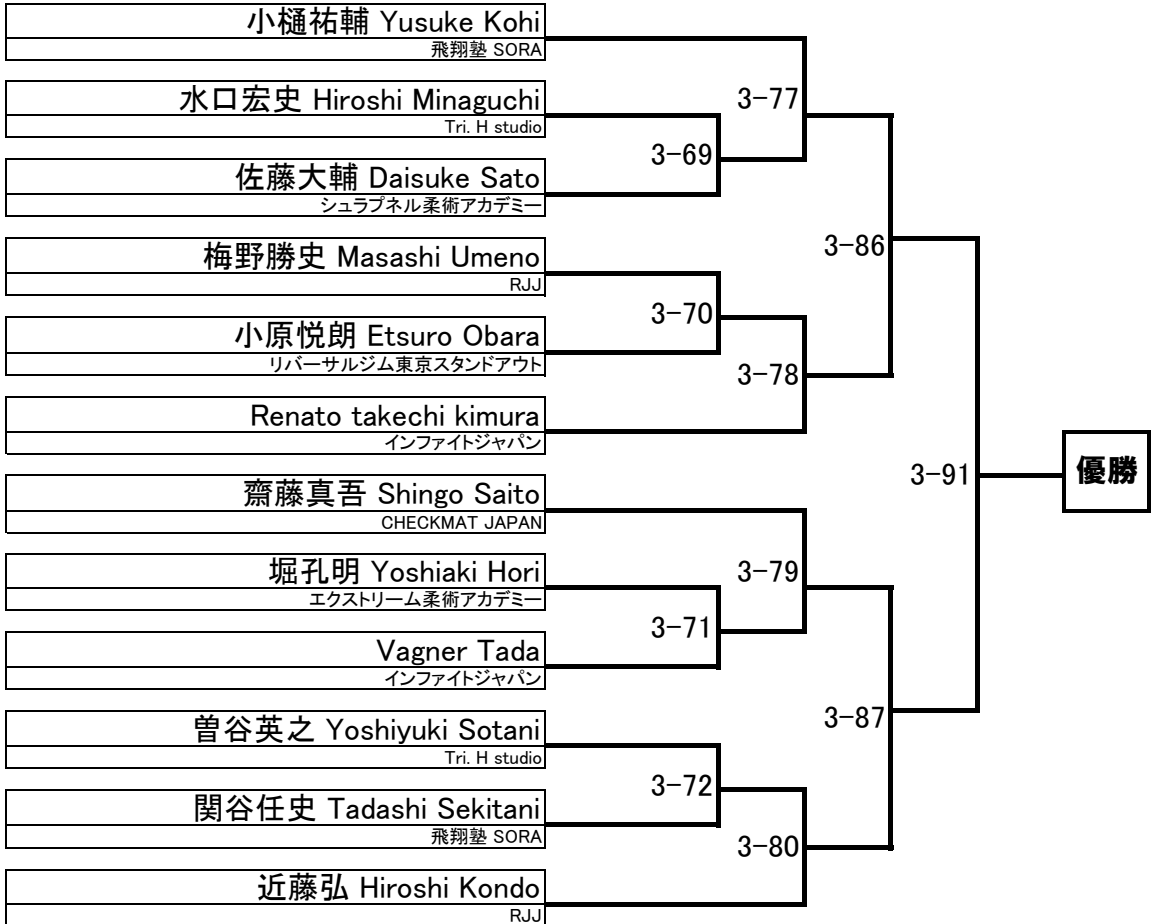 小樋祐輔 Yusuke Kohi
飛翔塾 SORA
水口宏史 Hiroshi Minaguchi
Tri. H studio
佐藤大輔 Daisuke Sato
シュラプネル柔術アカデミー
梅野勝史 Masashi Umeno
RJJ
小原悦朗 Etsuro Obara
リバーサルジム東京スタンドアウト
Renato takechi kimura
インファイトジャパン
齋藤真吾 Shingo Saito
CHECKMAT JAPAN
堀孔明 Yoshiaki Hori
エクストリーム柔術アカデミー
Vagner Tada
インファイトジャパン
曽谷英之 Yoshiyuki Sotani
Tri. H studio
関谷任史 Tadashi Sekitani
飛翔塾 SORA
近藤弘 Hiroshi Kondo
RJJ
3-69
3-70
3-71
3-72
3-77
3-78
3-79
3-80
3-86
3-87
3-91
優勝